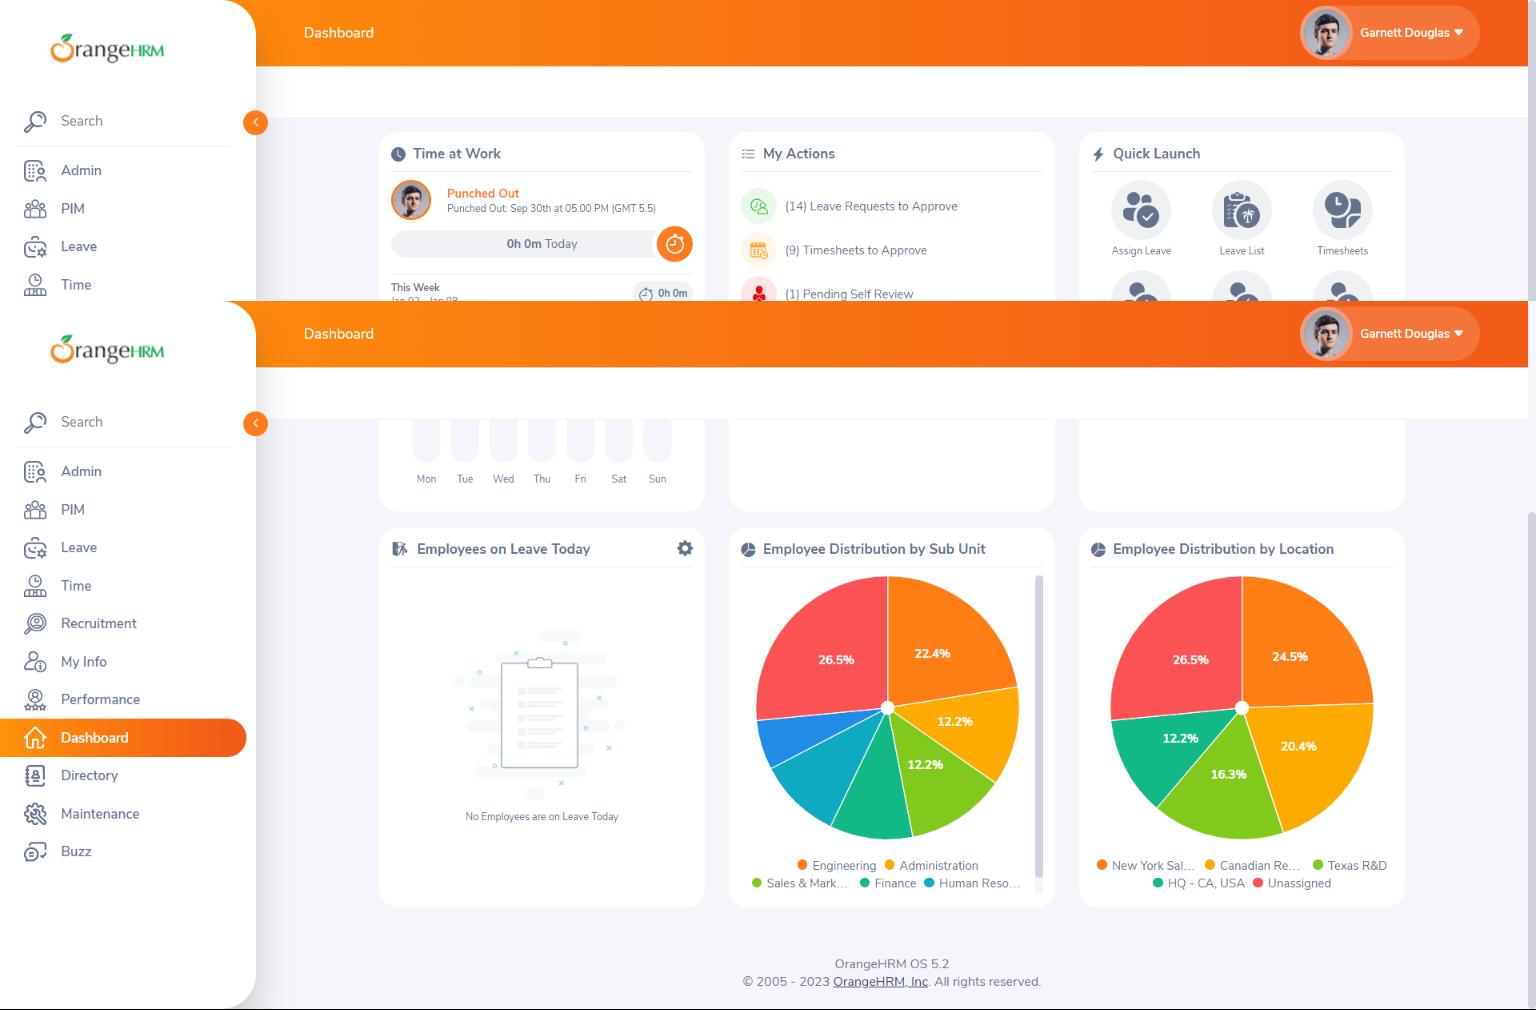 OrangeHRM
Dashboard
Garnett Douglas
Search
Admin
PIM
Leave
Time
Time at Work
Punched Out
Punched Out: Sep 30th at 05:00 PM (GMT 5.5)
0h 0m Today
This Week
Jan 02 - Jan 08
0h 0m
My Actions
(14) Leave Requests to Approve
(9) Timesheets to Approve
(1) Pending Self Review
Quick Launch
Assign Leave
Leave List
Timesheets
OrangeHRM
Dashboard
Garnett Douglas
Search
Admin
PIM
Leave
Time
Recruitment
My Info
Performance
Dashboard
Directory
Maintenance
Buzz
Mon Tue Wed Thu Fri Sat Sun
Employees on Leave Today
No Employees are on Leave Today
Employee Distribution by Sub Unit
26.5%
22.4%
12.2%
12.2%
Engineering Administration
Sales & Mark... Finance Human Reso...
Employee Distribution by Location
26.5%
24.5%
20.4%
16.3%
12.2%
New York Sal... Canadian Re... Texas R&D
HQ - CA, USA Unassigned
OrangeHRM OS 5.2
© 2005 - 2023 OrangeHRM, Inc. All rights reserved.